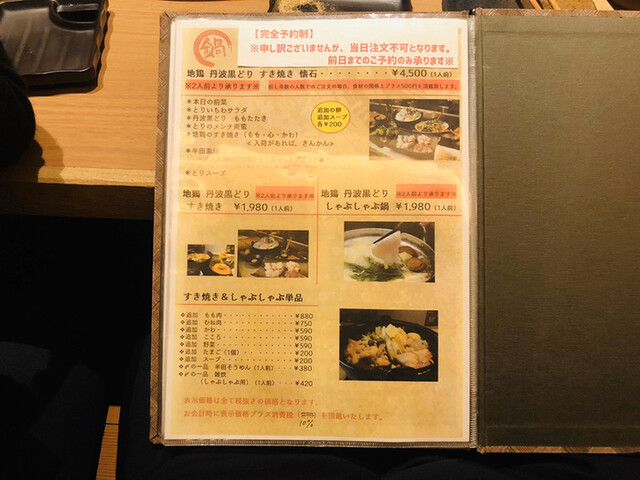 鍋
【完全予約制】
※申し訳ございませんが、当日注文不可となります。
前日までのご予約のみ承ります※
地鶏 丹波黒どり すき焼き 懐石・・・・・・・・・¥4,500(1人前)
※2人前より承ります※
＊本日の前菜
＊とりいちわサラダ
＊丹波黒どり ももたたき
＊とりのメンチ
＊地鶏のすき焼き(もも・心・かわ)
<入荷があれば、きんかん>
＊半田素麺
＊とりスープ
追加の卵
追加スープ
各¥200
地鶏 丹波黒どり ※2人前より承ります※
すき焼き ¥1,980(1人前)
地鶏 丹波黒どり ※2人前より承ります※
しゃぶしゃぶ鍋 ¥1,980(1人前)
すき焼き&しゃぶしゃぶ単品
❖追加 もも肉・・・・・・・・・・・¥880
❖追加 むね肉・・・・・・・・・・・¥750
❖追加 かわ・・・・・・・・・・・・¥590
❖追加 こころ・・・・・・・・・・・¥590
❖追加 野菜・・・・・・・・・・・・¥590
❖追加 たまご(1個)・・・・・・・・¥200
❖追加 スープ・・・・・・・・・・・¥200
❖〆の一品 半田そうめん(1人前)・・・¥380
❖〆の一品 雑炊
(しゃぶしゃぶ用)(1人前)・・・¥420
表示価格は全て税抜きの価格となります。
お会計時に表示価格プラス消費税( )を頂戴いたします。
10%